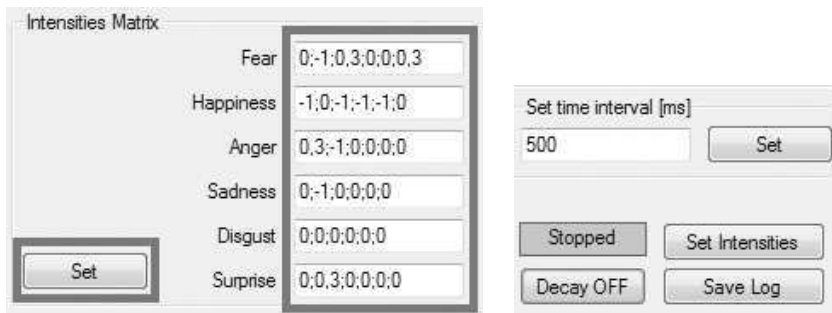 Intensities Matrix
Fear 0;-1;0,3;0;0;0,3
Happiness -1;0;-1;-1;-1;0
Anger 0,3;-1;0;0;0;0
Sadness 0;-1;0;0;0;0
Disgust 0;0;0;0;0;0
Surprise 0;0,3;0;0;0;0
Set
Set time interval [ms]
500 Set
Stopped Set Intensities
Decay OFF Save Log